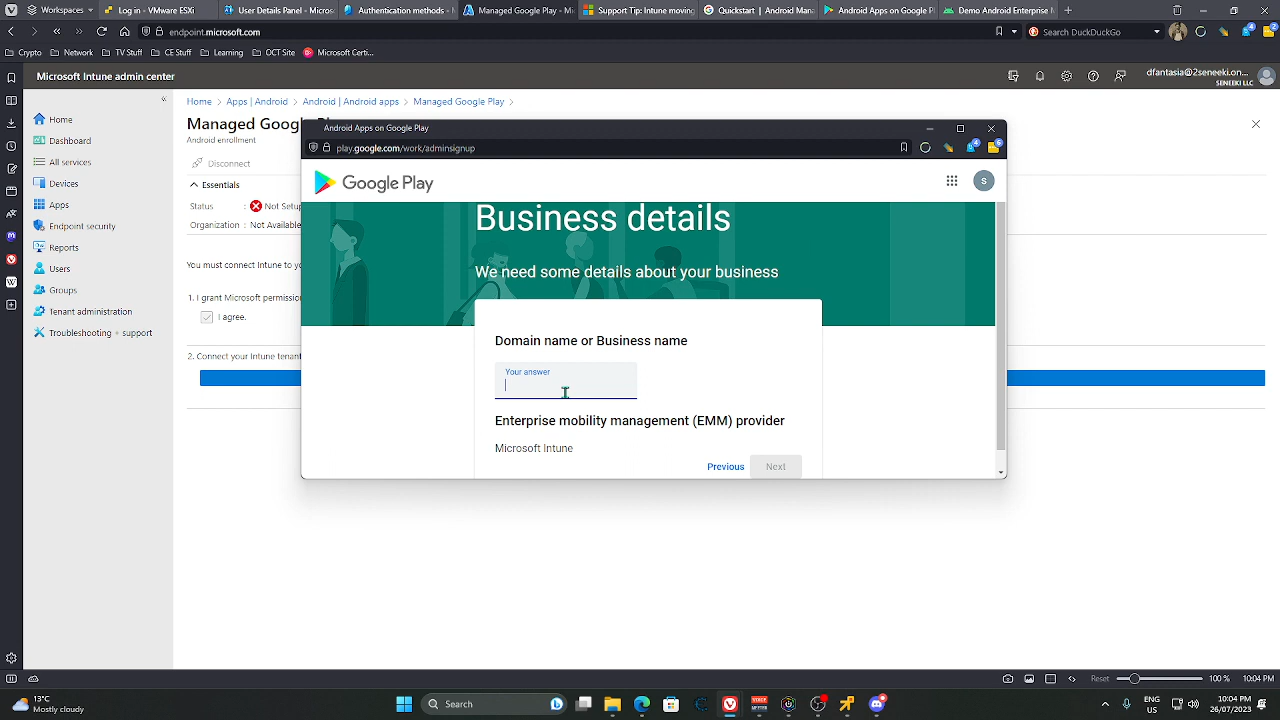 Log in - VMware ESXi
User Details Panel - Micros
Authentication methods -
Managed Google Play - Mi
Support Tip: Intune moving
Quickstart | Android Man
Android Apps on Google P
Demo Android Enterprise
Workspaces
endpoint.microsoft.com
Search DuckDuckGo
Crypto
Network
TV Stuff
CE Stuff
Learning
OCT Site
Microsoft Certi...
Microsoft Intune admin center
dfantasia@2seneeki.on...
SENEEKI LLC
Home > Apps | Android > Android | Android apps > Managed Google Play >
Managed Goog
Android enrollment
Disconnect
Essentials
Status : Not Setup
Organization : Not Available
You must connect Intune to yo
1. I grant Microsoft permission
I agree.
2. Connect your Intune tenant
Home
Dashboard
All services
Devices
Apps
Endpoint security
Reports
Users
Groups
Tenant administration
Troubleshooting + support
Android Apps on Google Play
play.google.com/work/adminsignup
Google Play
S
Business details
We need some details about your business
Domain name or Business name
Your answer
Enterprise mobility management (EMM) provider
Microsoft Intune
Previous
Next
Reset
100 %
10:04 PM
13°C
Mostly cloudy
Search
ENG
US
10:04 PM
26/07/2023